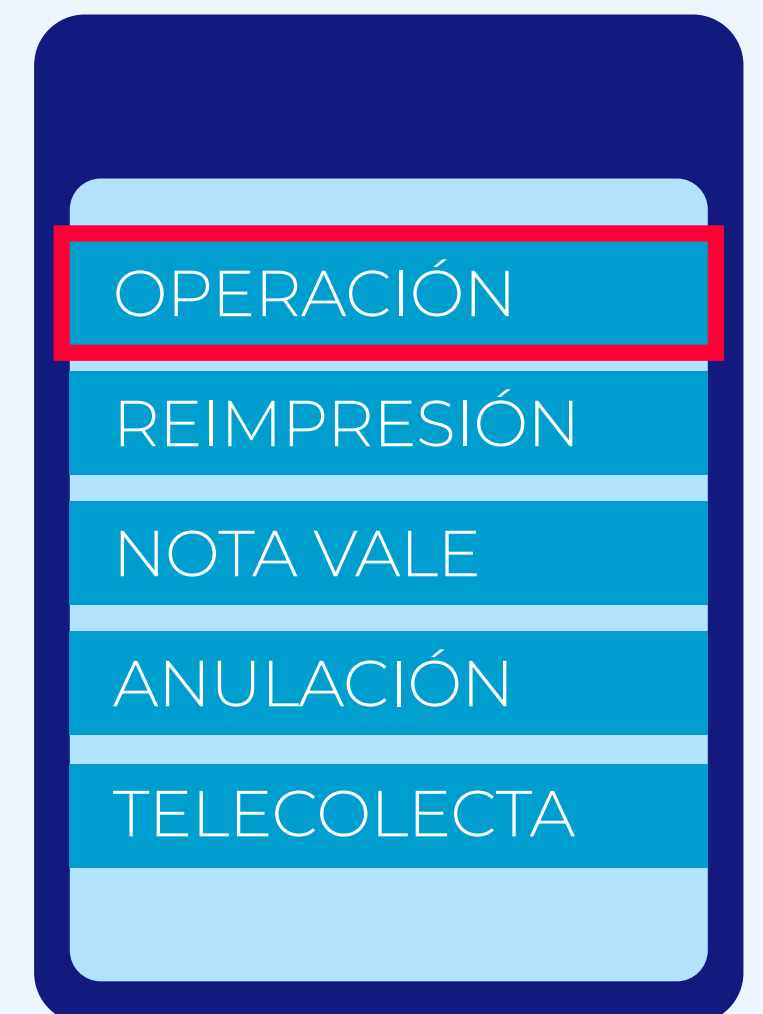 OPERACIÓN
REIMPRESIÓN
NOTA VALE
ANULACIÓN
TELECOLECTA